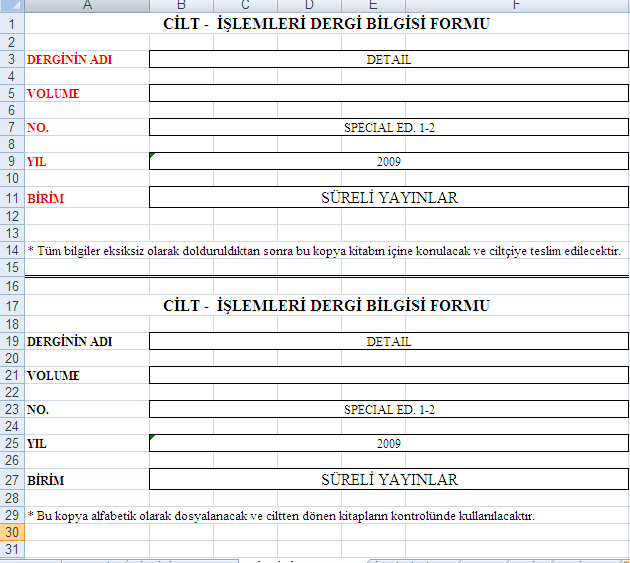 A B C D E F
1 CİLT - İŞLEMLERİ DERGİ BİLGİSİ FORMU
2
3 DERGİNİN ADI DETAIL
4
5 VOLUME
6
7 NO. SPECIAL ED. 1-2
8
9 YIL 2009
10
11 BİRİM SÜRELİ YAYINLAR
12
13
14 * Tüm bilgiler eksiksiz olarak doldurulduktan sonra bu kopya kitabın içine konulacak ve ciltçiye teslim edilecektir.
15
16
17 CİLT - İŞLEMLERİ DERGİ BİLGİSİ FORMU
18
19 DERGİNİN ADI DETAIL
20
21 VOLUME
22
23 NO. SPECIAL ED. 1-2
24
25 YIL 2009
26
27 BİRİM SÜRELİ YAYINLAR
28
29 * Bu kopya alfabetik olarak dosyalanacak ve ciltten dönen kitapların kontrolünde kullanılacaktır.
30
31